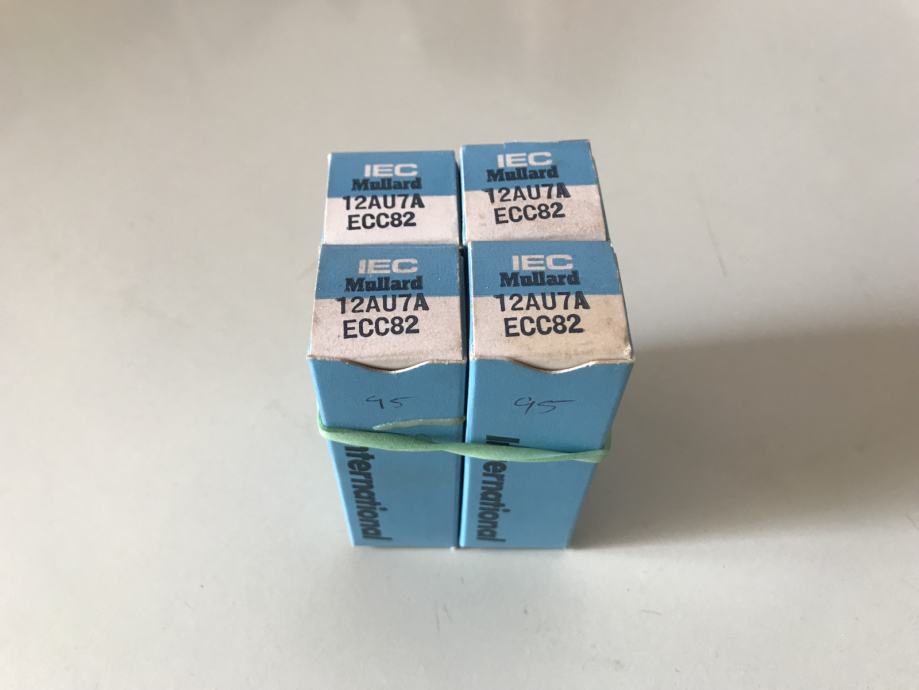 IEC
Mullard
12AU7A
ECC82
IEC
Mullard
12AU7A
ECC82
IEC
Mullard
12AU7A
ECC82
IEC
Mullard
12AU7A
ECC82
95
95
International
International